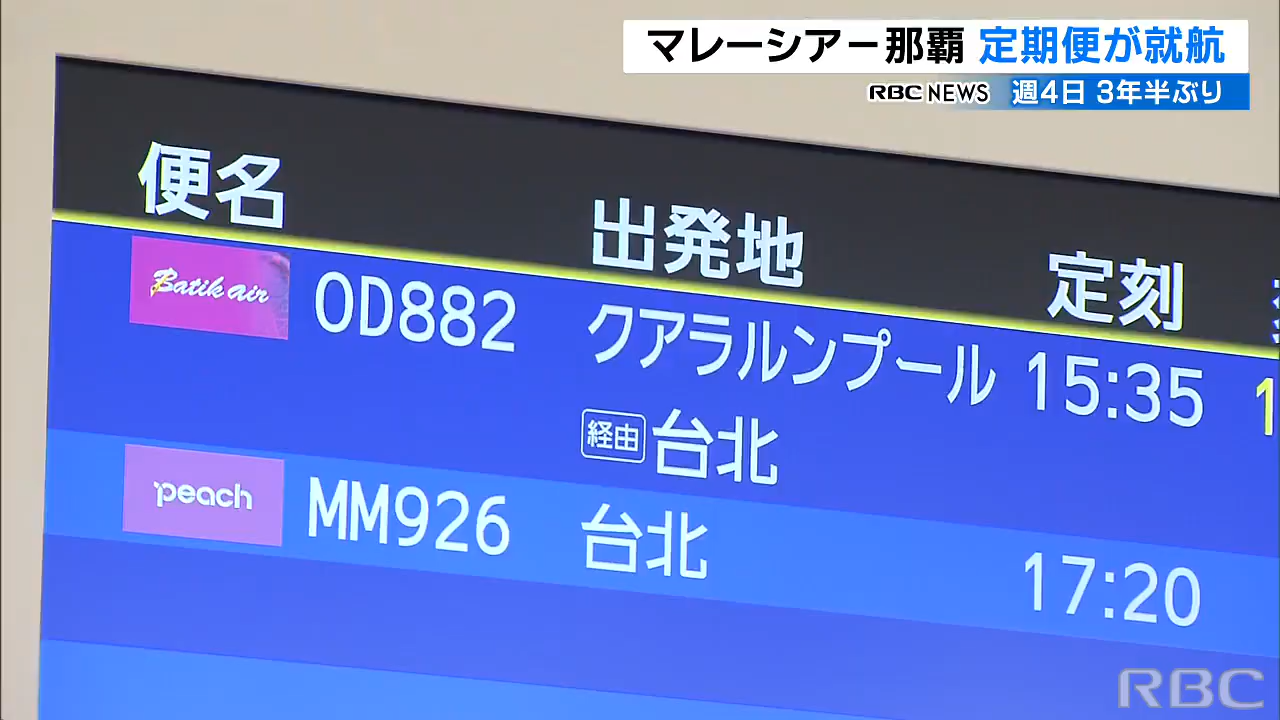 マレーシアー那覇 定期便が就航
RBC NEWS 週4日 3年半ぶり
便名 出発地 定刻
Batik air OD882 クアラルンプール 15:35
経由 台北
peach MM926 台北 17:20
RBC